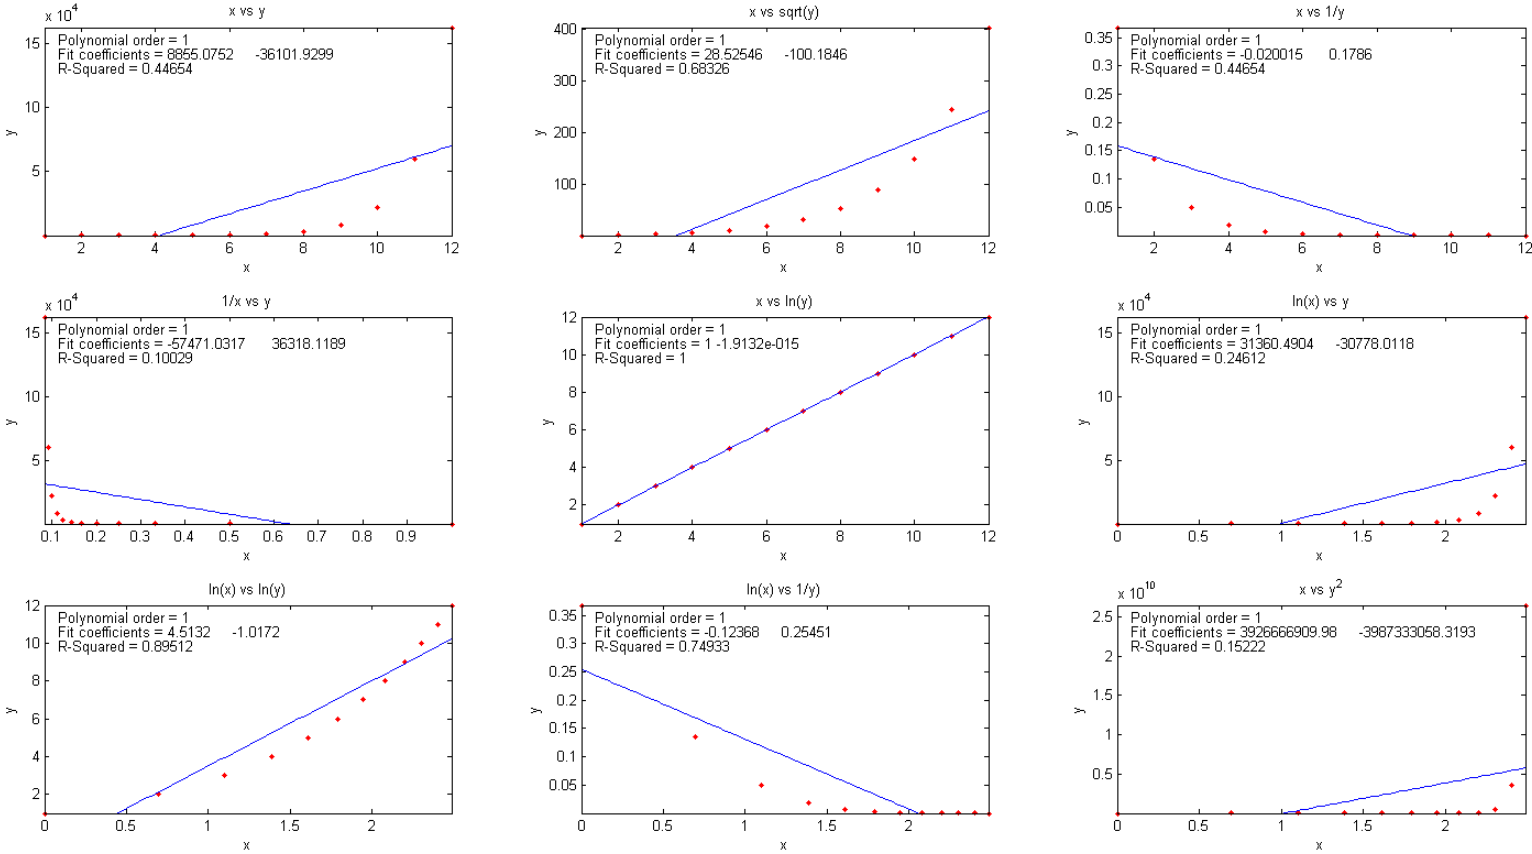 x vs y
x 10^4
Polynomial order = 1
Fit coefficients = 8855.0752 -36101.9299
R-Squared = 0.44654
15
10
5
y
2 4 6 8 10 12
x
x vs sqrt(y)
Polynomial order = 1
Fit coefficients = 28.52546 -100.1846
R-Squared = 0.68326
400
300
200
100
y
2 4 6 8 10 12
x
x vs 1/y
Polynomial order = 1
Fit coefficients = -0.020015 0.1786
R-Squared = 0.44654
0.35
0.3
0.25
0.2
0.15
0.1
0.05
y
2 4 6 8 10 12
x
1/x vs y
x 10^4
Polynomial order = 1
Fit coefficients = -57471.0317 36318.1189
R-Squared = 0.10029
15
10
5
y
0.1 0.2 0.3 0.4 0.5 0.6 0.7 0.8 0.9
x
x vs ln(y)
Polynomial order = 1
Fit coefficients = 1 -1.9132e-015
R-Squared = 1
12
10
8
6
4
2
y
2 4 6 8 10 12
x
ln(x) vs y
x 10^4
Polynomial order = 1
Fit coefficients = 31360.4904 -30778.0118
R-Squared = 0.24612
15
10
5
y
0 0.5 1 1.5 2
x
ln(x) vs ln(y)
Polynomial order = 1
Fit coefficients = 4.5132 -1.0172
R-Squared = 0.89512
12
10
8
6
4
2
y
0 0.5 1 1.5 2
x
ln(x) vs 1/y)
Polynomial order = 1
Fit coefficients = -0.12368 0.25451
R-Squared = 0.74933
0.35
0.3
0.25
0.2
0.15
0.1
0.05
y
0 0.5 1 1.5 2
x
x vs y^2
x 10^10
Polynomial order = 1
Fit coefficients = 3926666909.98 -3987333058.3193
R-Squared = 0.15222
2.5
2
1.5
1
0.5
y
0 0.5 1 1.5 2
x